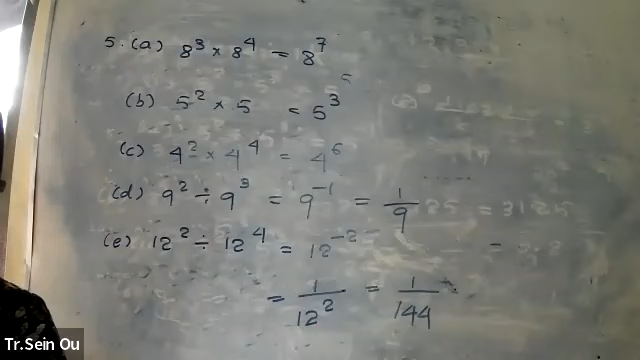 5. (a) 8³ × 8⁴ = 8⁷
(b) 5² × 5 = 5³
(c) 4² × 4⁴ = 4⁶
(d) 9² ÷ 9³ = 9⁻¹ = 1/9
(e) 12² ÷ 12⁴ = 12⁻²
= 1/12² = 1/144
Tr.Sein Ou